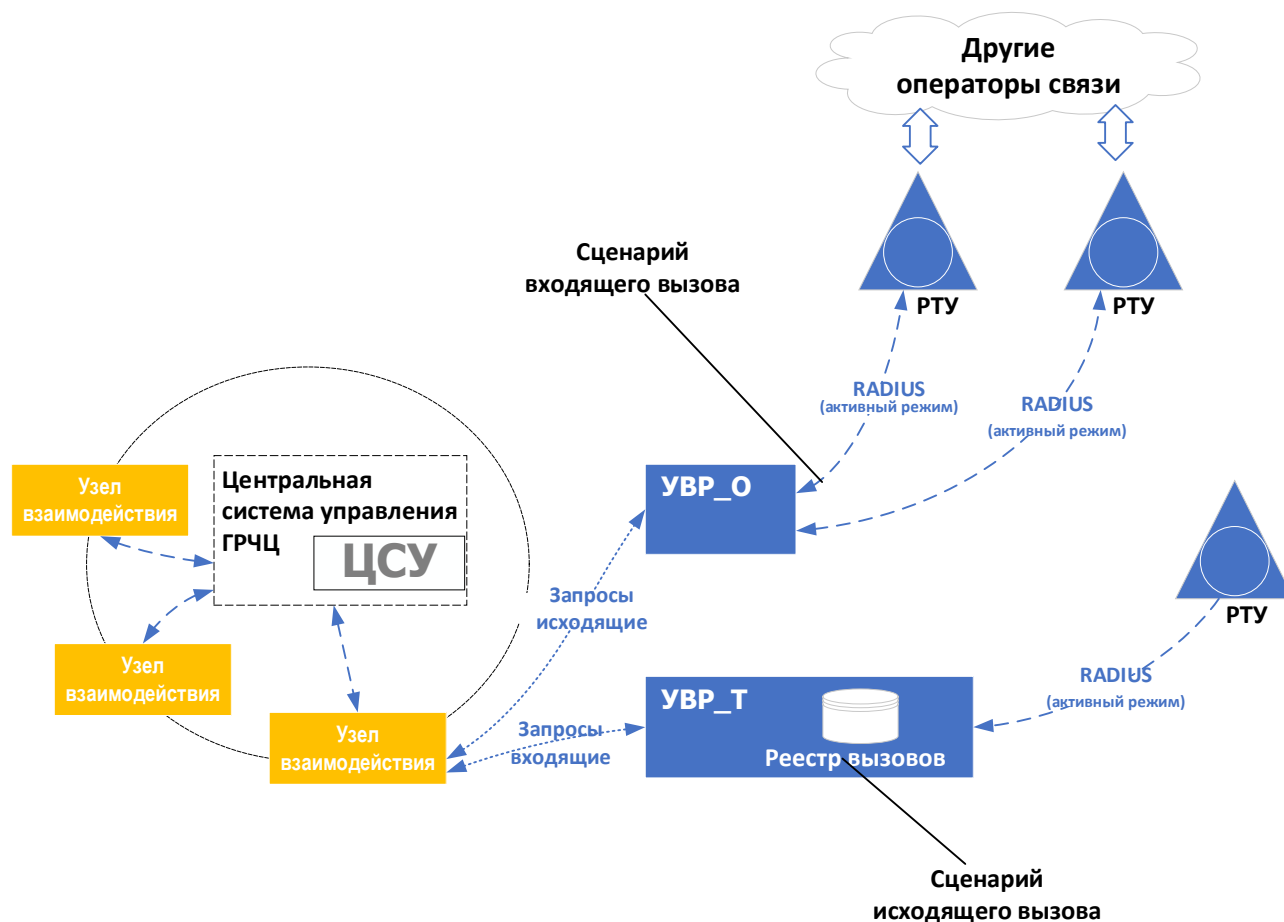 Другие
операторы связи
Сценарий
входящего вызова
РТУ
РТУ
RADIUS
(активный режим)
RADIUS
(активный режим)
Узел
взаимодействия
Центральная
система управления
ГРЧЦ
ЦСУ
УВР_О
РТУ
Запросы
исходящие
Узел
взаимодействия
RADIUS
(активный режим)
УВР_Т
Реестр вызовов
Узел
взаимодействия
Запросы
входящие
Сценарий
исходящего вызова